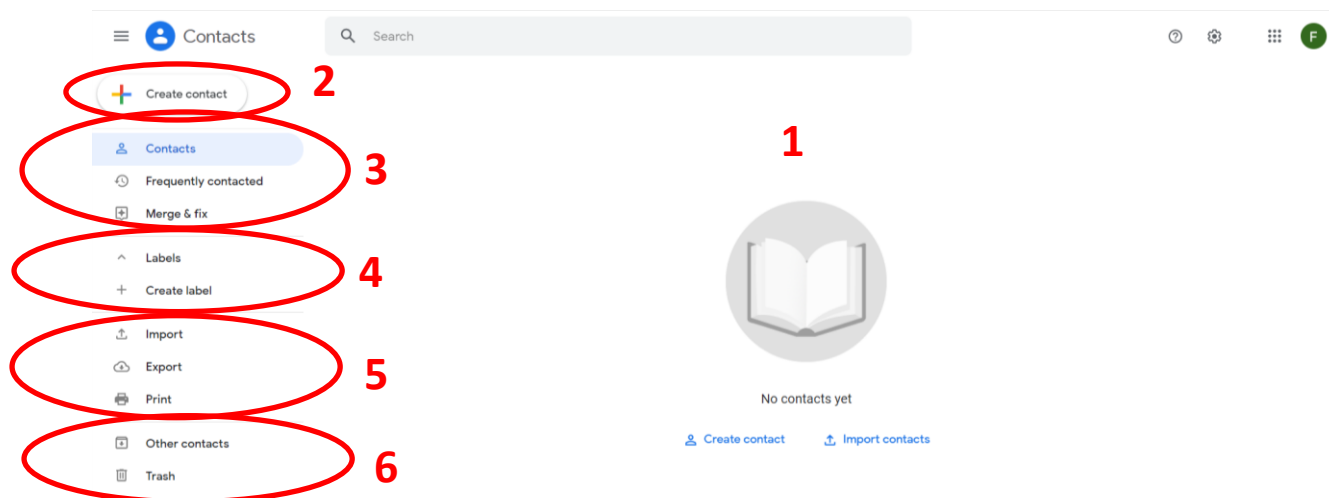 Contacts
Search
F
Create contact
2
Contacts
Frequently contacted
Merge & fix
3
Labels
Create label
4
Import
Export
Print
5
Other contacts
Trash
6
1
No contacts yet
Create contact Import contacts